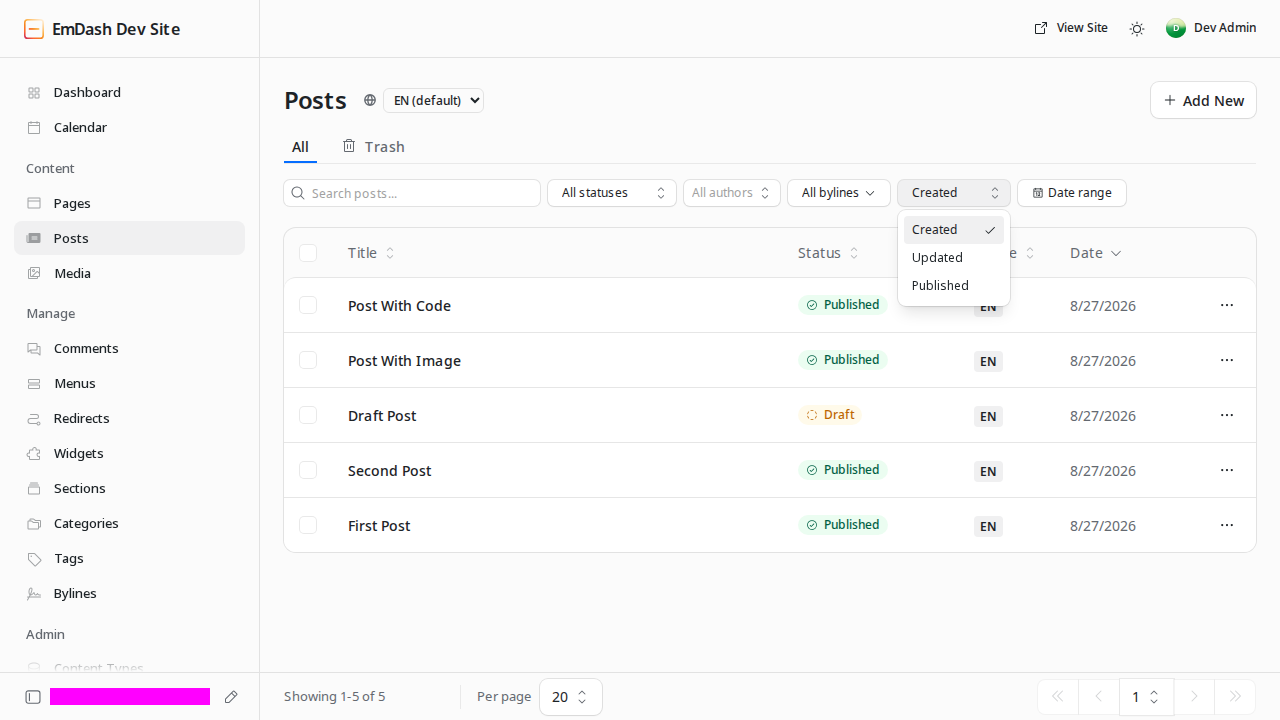 EmDash Dev Site
View Site
D
Dev Admin
Dashboard
Calendar
Content
Pages
Posts
Media
Manage
Comments
Menus
Redirects
Widgets
Sections
Categories
Tags
Bylines
Admin
Content Types
Posts
EN (default)
Add New
All
Trash
Search posts...
All statuses
All authors
All bylines
Created
Date range
Created
Updated
Published
Title
Status
Date
Post With Code
Published
EN
8/27/2026
Post With Image
Published
EN
8/27/2026
Draft Post
Draft
EN
8/27/2026
Second Post
Published
EN
8/27/2026
First Post
Published
EN
8/27/2026
Showing 1-5 of 5
Per page
20
1